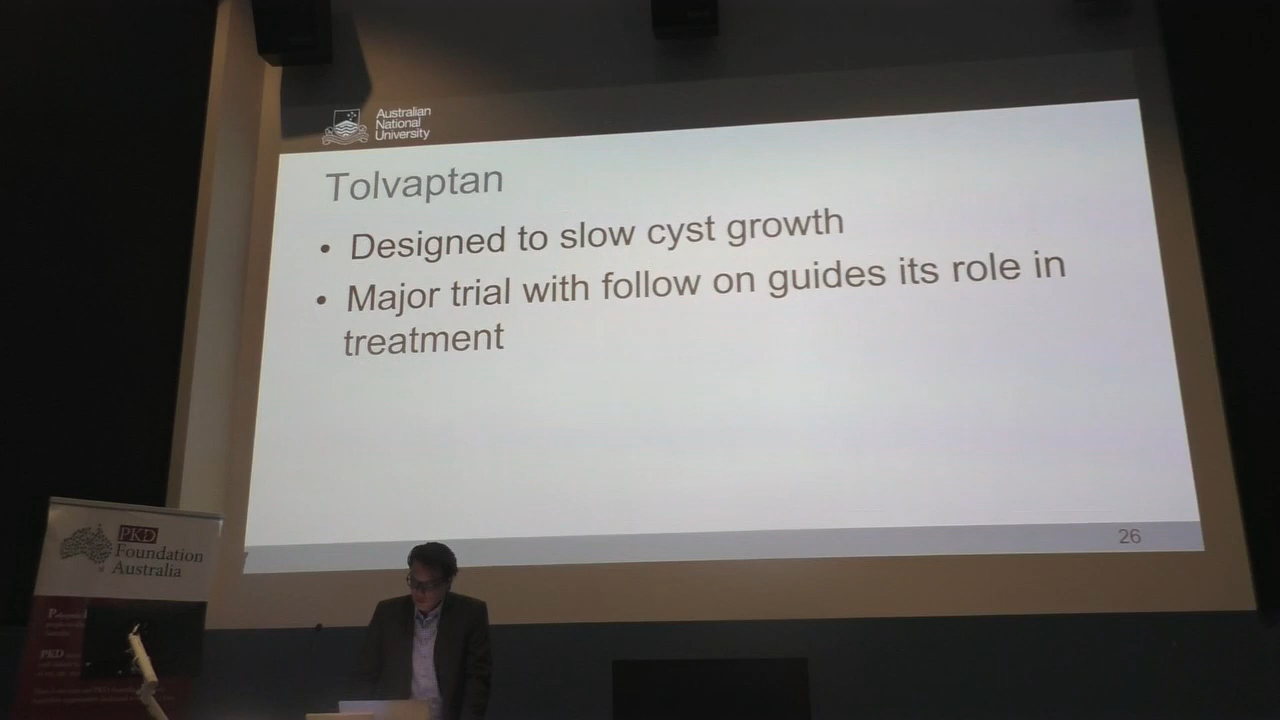 Australian
National
University
Tolvaptan
• Designed to slow cyst growth
• Major trial with follow on guides its role in
treatment
26
PKD
Foundation
Australia
PKD